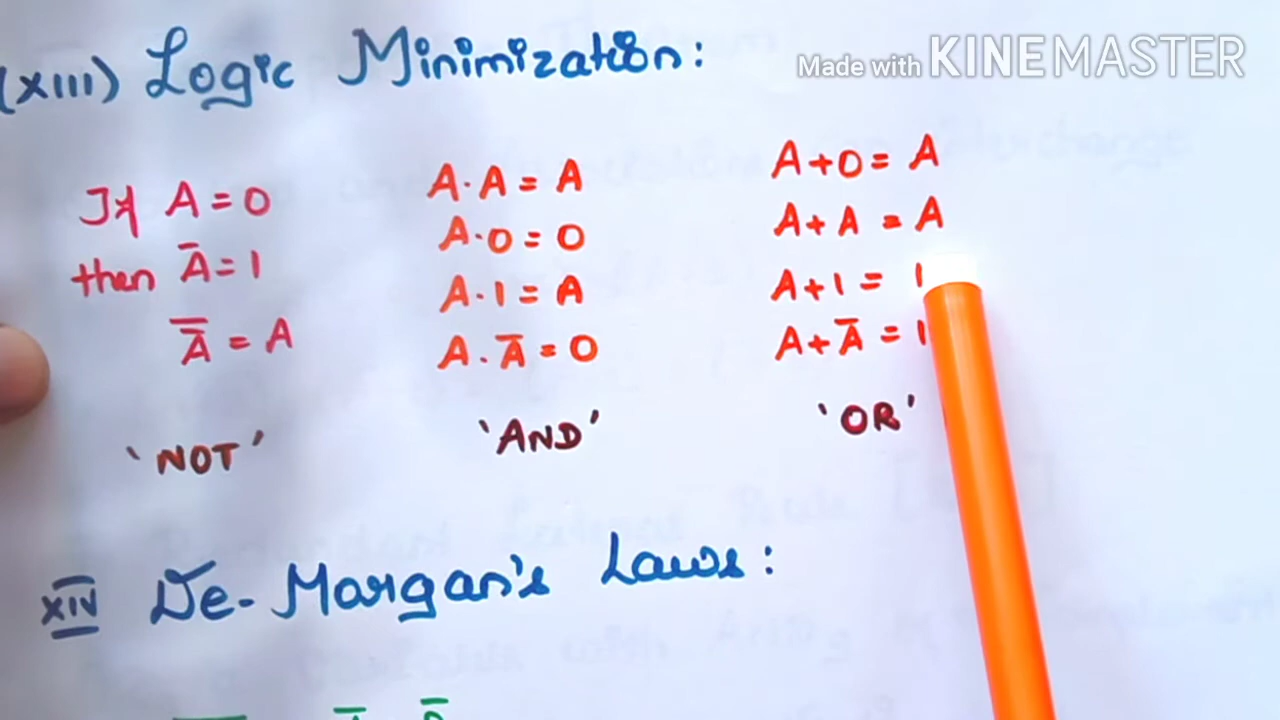 Made with KINEMASTER
(XIII) Logic Minimization:
If A = 0
then A̅ = 1
A̿ = A
'NOT'
A·A = A
A·0 = 0
A·1 = A
A·A̅ = 0
'AND'
A+0 = A
A+A = A
A+1 = 1
A+A̅ = 1
'OR'
XIV De-Morgan's Laws: